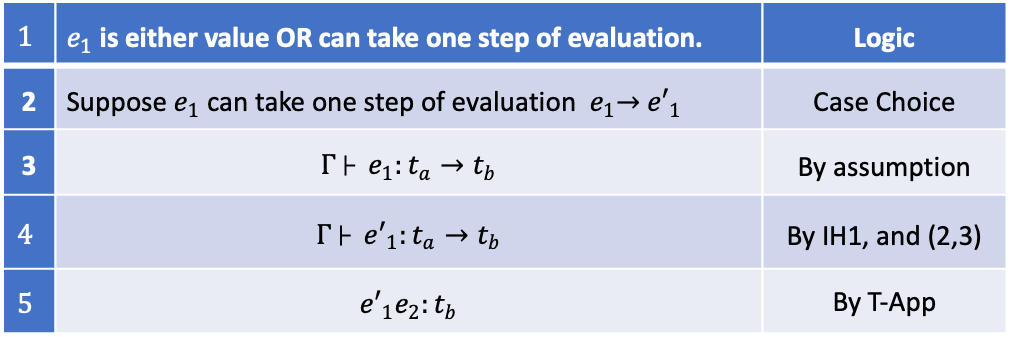 1 e₁ is either value OR can take one step of evaluation. Logic
2 Suppose e₁ can take one step of evaluation e₁→ e′₁ Case Choice
3 Γ⊢ e₁: tₐ → t_b By assumption
4 Γ⊢ e′₁: tₐ → t_b By IH1, and (2,3)
5 e′₁e₂: t_b By T-App